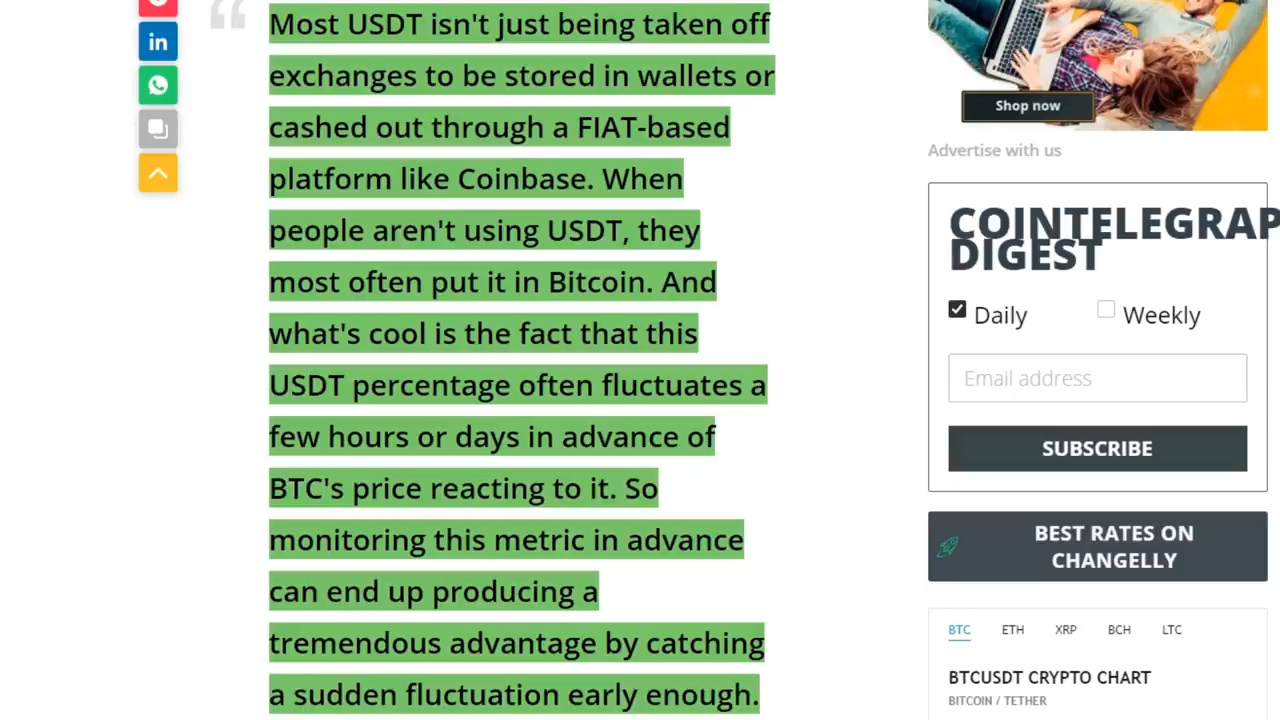 Most USDT isn't just being taken off
exchanges to be stored in wallets or
cashed out through a FIAT-based
platform like Coinbase. When
people aren't using USDT, they
most often put it in Bitcoin. And
what's cool is the fact that this
USDT percentage often fluctuates a
few hours or days in advance of
BTC's price reacting to it. So
monitoring this metric in advance
can end up producing a
tremendous advantage by catching
a sudden fluctuation early enough.
in
Shop now
Advertise with us
COINTELEGRAP
DIGEST
Daily
Weekly
Email address
SUBSCRIBE
BEST RATES ON
CHANGELLY
BTC ETH XRP BCH LTC
BTCUSDT CRYPTO CHART
BITCOIN / TETHER